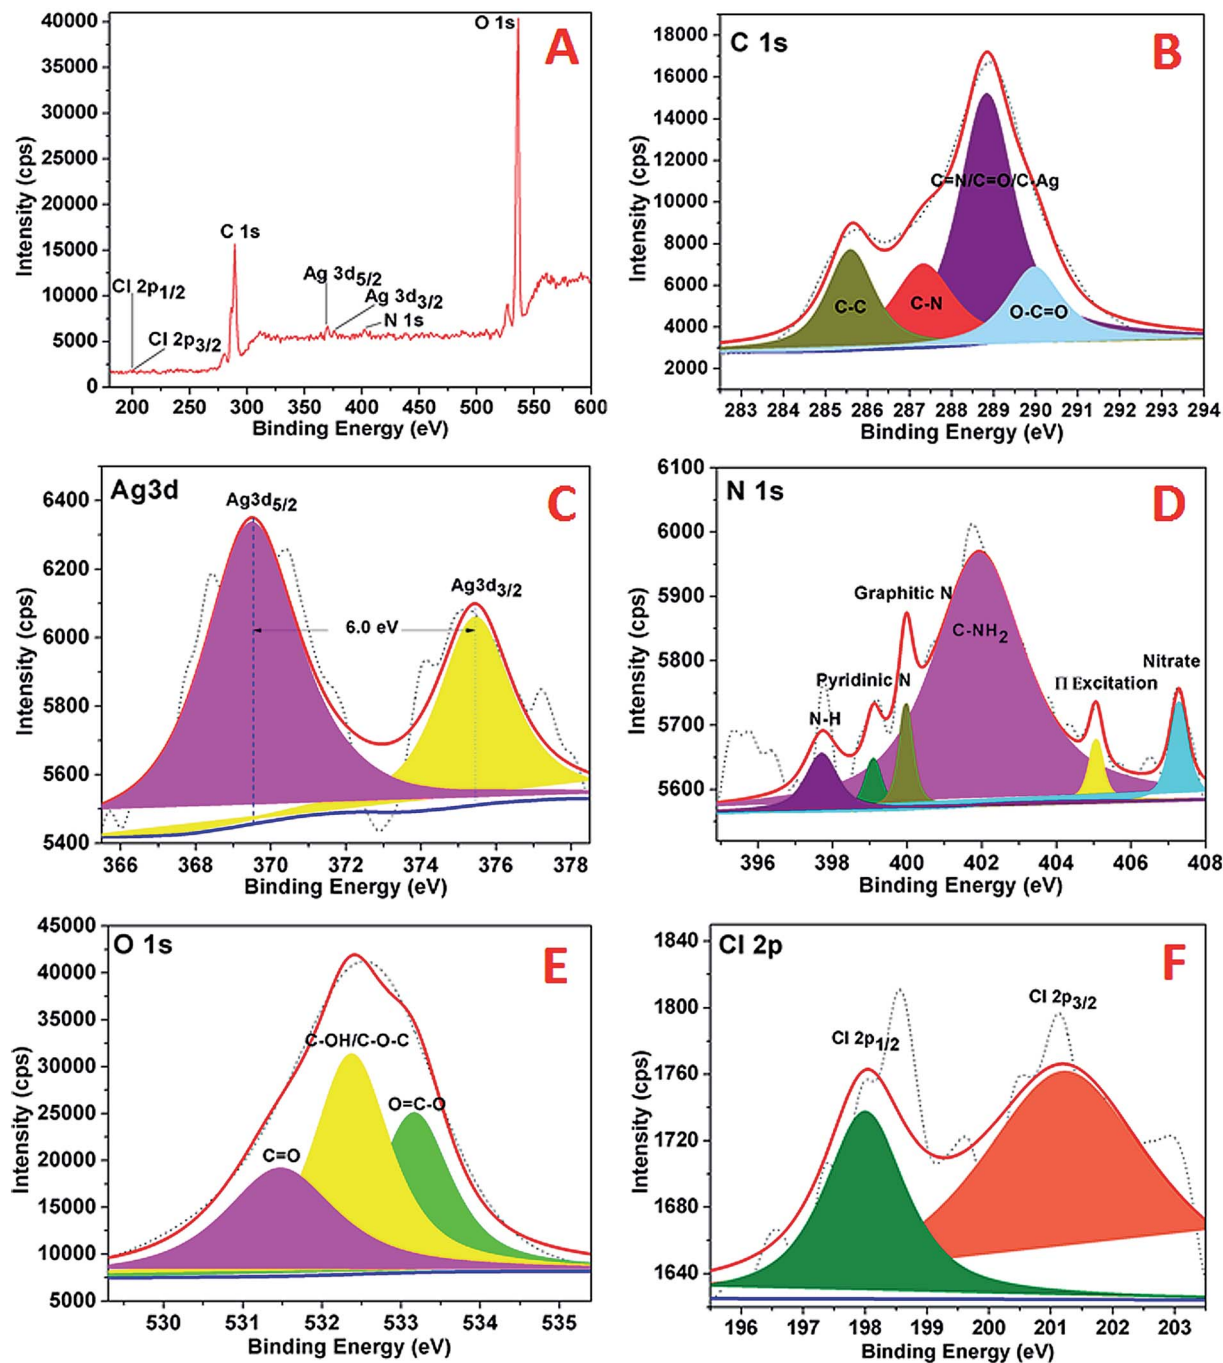 A
40000
35000
30000
25000
20000
15000
10000
5000
0
Intensity (cps)
O 1s
C 1s
Cl 2p1/2
Cl 2p3/2
Ag 3d5/2
Ag 3d3/2
N 1s
200 250 300 350 400 450 500 550 600
Binding Energy (eV)
C 1s
B
18000
16000
14000
12000
10000
8000
6000
4000
2000
Intensity (cps)
C=N/C=O/C-Ag
C-C
C-N
O-C=O
283 284 285 286 287 288 289 290 291 292 293 294
Binding Energy (eV)
Ag3d
C
6400
6200
6000
5800
5600
5400
Intensity (cps)
Ag3d5/2
Ag3d3/2
6.0 eV
366 368 370 372 374 376 378
Binding Energy (eV)
N 1s
D
6100
6000
5900
5800
5700
5600
Intensity (cps)
Graphitic N
C-NH2
Pyridinic N
Π Excitation
Nitrate
N-H
396 398 400 402 404 406 408
Binding Energy (eV)
O 1s
E
45000
40000
35000
30000
25000
20000
15000
10000
5000
Intensity (cps)
C-OH/C-O-C
O=C-O
C=O
530 531 532 533 534 535
Binding Energy (eV)
Cl 2p
F
1840
1800
1760
1720
1680
1640
Intensity (cps)
Cl 2p1/2
Cl 2p3/2
196 197 198 199 200 201 202 203
Binding Energy (eV)